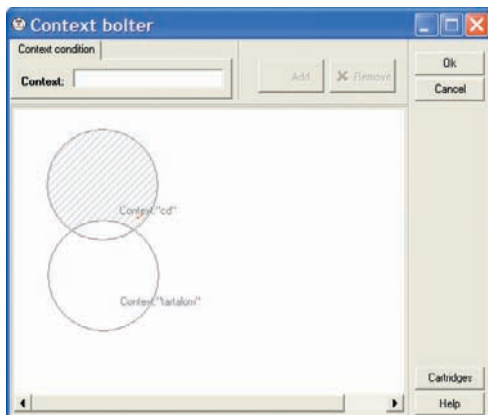 Context bolter
Context condition
Context:
Add
Remove
Ok
Cancel
Context:"cd"
Context:"tartalom"
Cartridges
Help